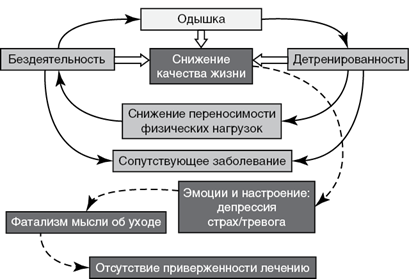 Одышка
Бездеятельность
Снижение
качества жизни
Детренированность
Снижение переносимости
физических нагрузок
Сопутствующее заболевание
Эмоции и настроение:
депрессия
страх/тревога
Фатализм мысли об уходе
Отсутствие приверженности лечению